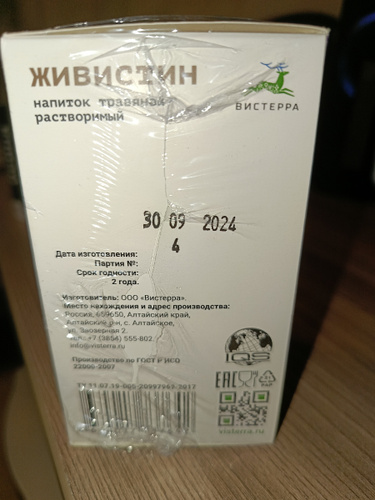 ЖИВИСТИН
напиток травяной
растворимый
ВИСТЕРРА
30 09 2024
4
Дата изготовления:
Партия №:
Срок годности:
2 года.
Изготовитель: ООО «Вистерра».
Место нахождения и адрес производства:
Россия, 659650, Алтайский край,
Алтайский р-н, с. Алтайское,
ул. Заозерная 2.
тел.: +7 (3854) 555-802
info@visterra.ru
Производство по ГОСТ Р ИСО
22000-2007
IQS
EAC
visterra.ru